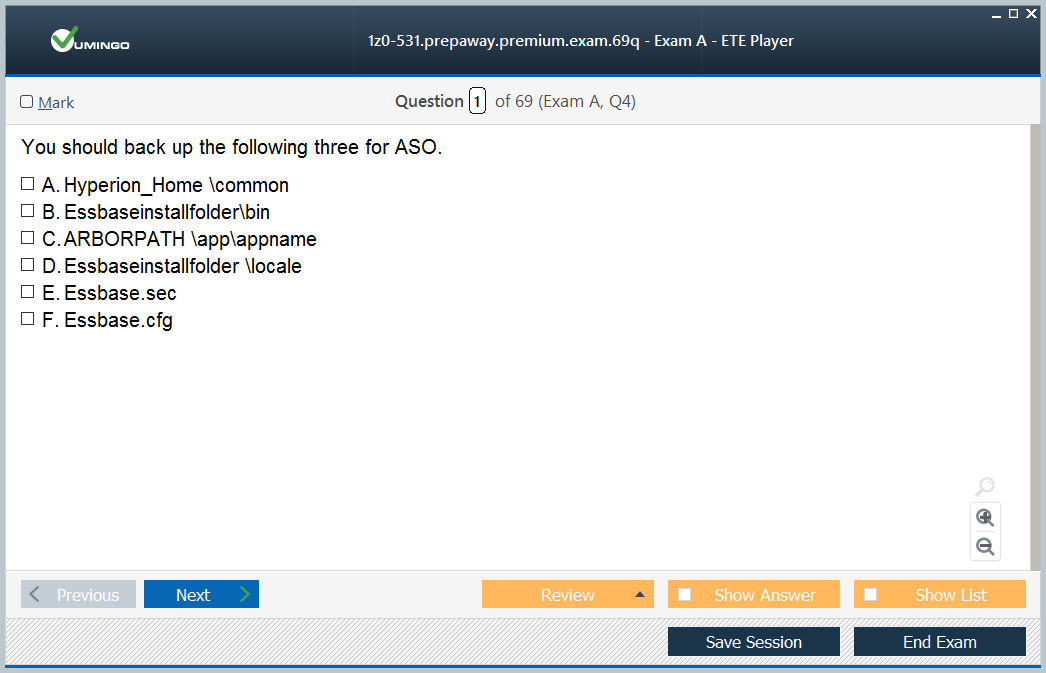 VUMINGO
1z0-531.prepaway.premium.exam.69q - Exam A - ETE Player
Mark
Question 1 of 69 (Exam A, Q4)
You should back up the following three for ASO.
A. Hyperion_Home \common
B. Essbaseinstallfolder\bin
C. ARBORPATH \app\appname
D. Essbaseinstallfolder \locale
E. Essbase.sec
F. Essbase.cfg
Previous
Next
Review
Show Answer
Show List
Save Session
End Exam